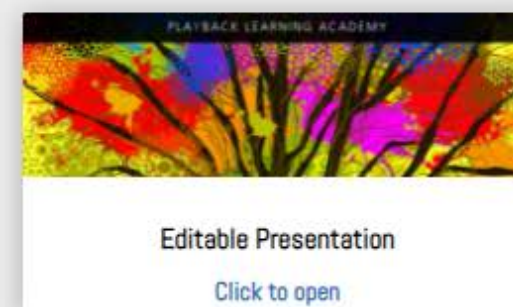 PLAYBACK LEARNING ACADEMY
Editable Presentation
Click to open